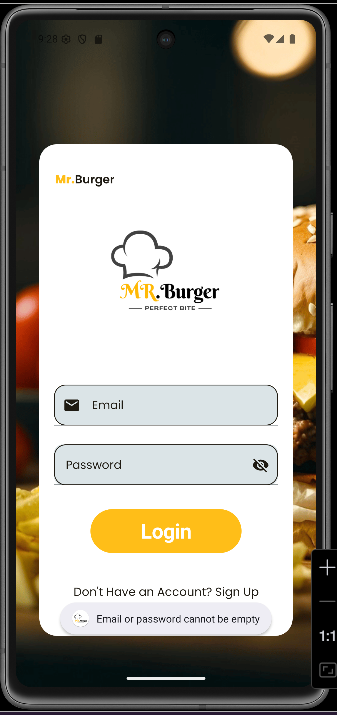 9:28
Mr.Burger
MR.Burger
PERFECT BITE
Email
Password
Login
Don't Have an Account? Sign Up
Email or password cannot be empty
1:1